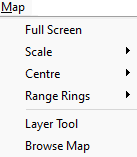 Map
Full Screen
Scale
Centre
Range Rings
Layer Tool
Browse Map